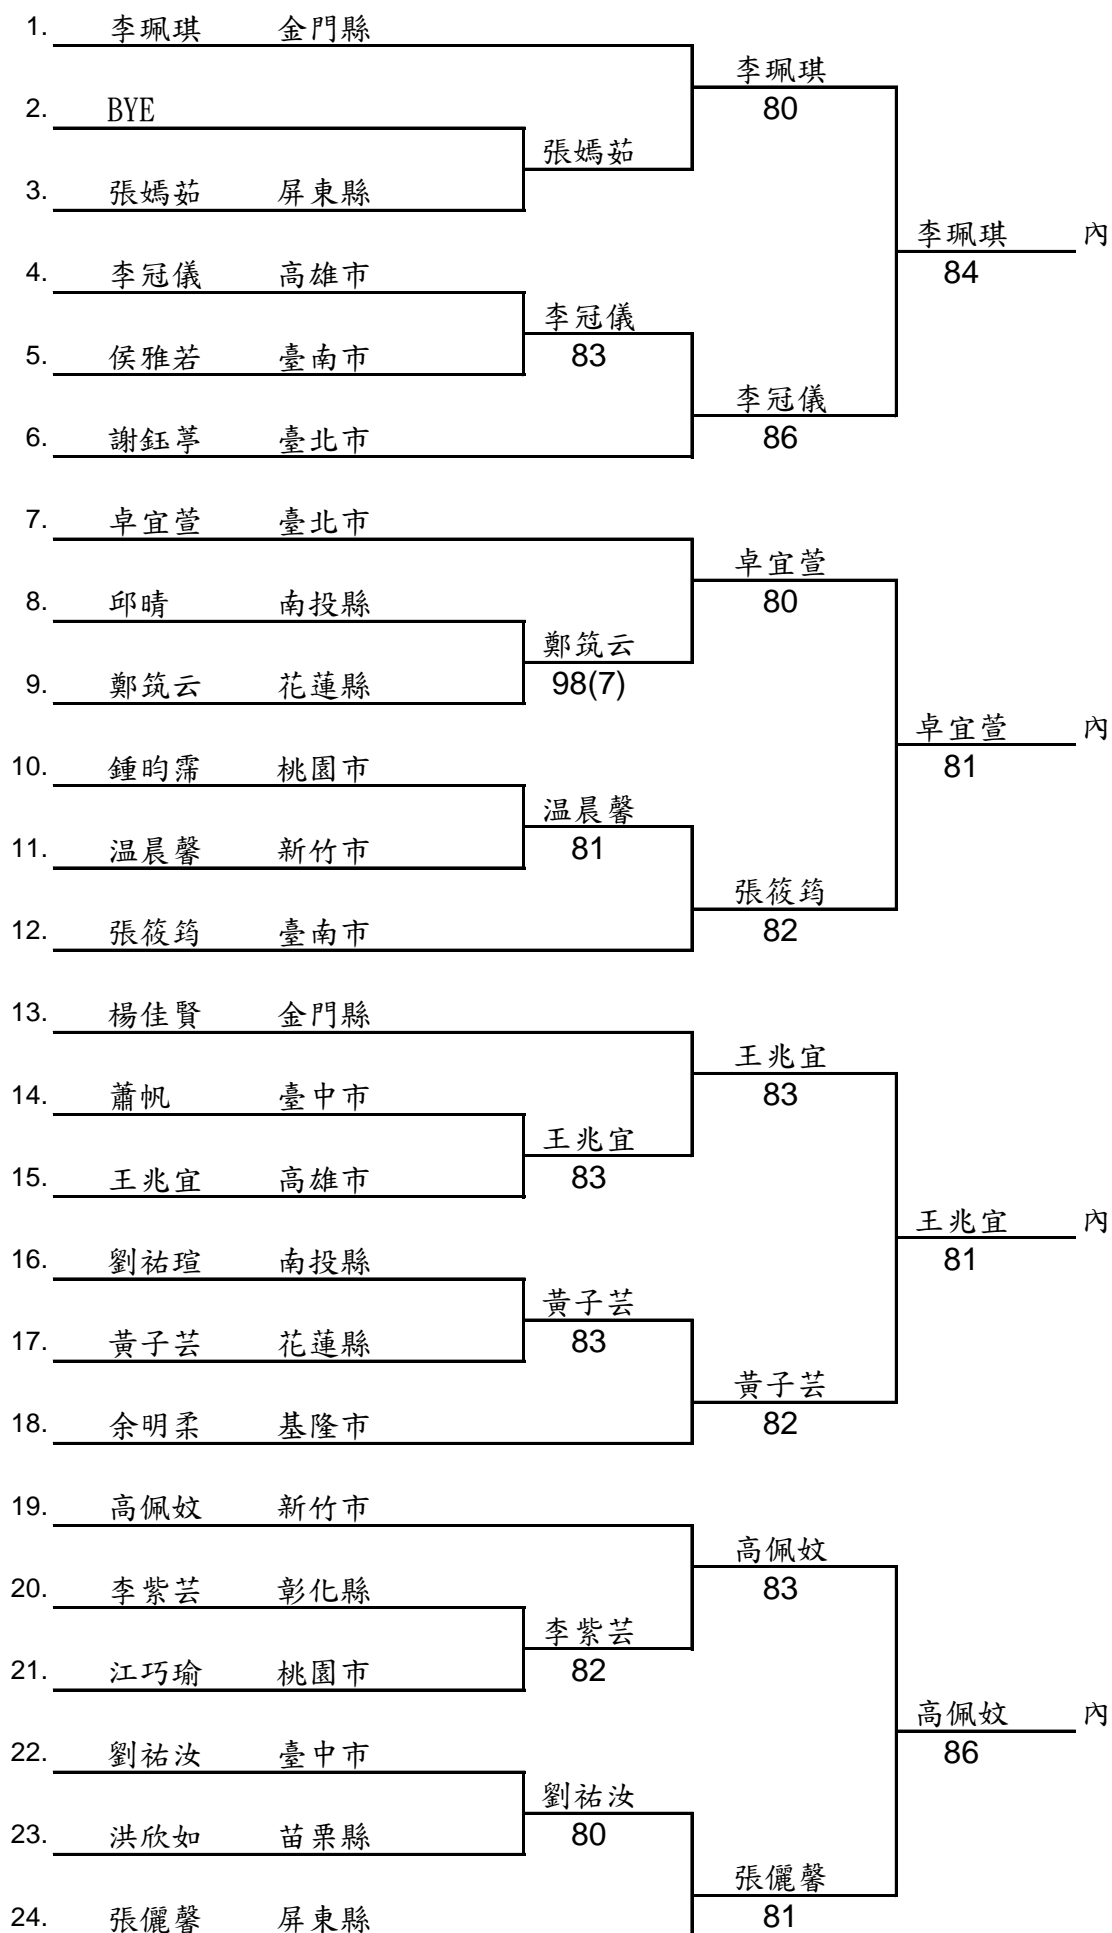 1. 李珮琪 金門縣
李珮琪
2. BYE 80
張嫣茹
3. 張嫣茹 屏東縣
李珮琪 內
4. 李冠儀 高雄市 84
李冠儀
5. 侯雅若 臺南市 83
李冠儀
6. 謝鈺葶 臺北市 86
7. 卓宜萱 臺北市
卓宜萱
8. 邱晴 南投縣 80
鄭筑云
9. 鄭筑云 花蓮縣 98(7)
卓宜萱 內
10. 鍾昀霈 桃園市 81
温晨馨
11. 温晨馨 新竹市 81
張筱筠
12. 張筱筠 臺南市 82
13. 楊佳賢 金門縣
王兆宜
14. 蕭帆 臺中市 83
王兆宜
15. 王兆宜 高雄市 83
王兆宜 內
16. 劉祐瑄 南投縣 81
黃子芸
17. 黃子芸 花蓮縣 83
黃子芸
18. 余明柔 基隆市 82
19. 高佩妏 新竹市
高佩妏
20. 李紫芸 彰化縣 83
李紫芸
21. 江巧瑜 桃園市 82
高佩妏 內
22. 劉祐汝 臺中市 86
劉祐汝
23. 洪欣如 苗栗縣 80
張儷馨
24. 張儷馨 屏東縣 81